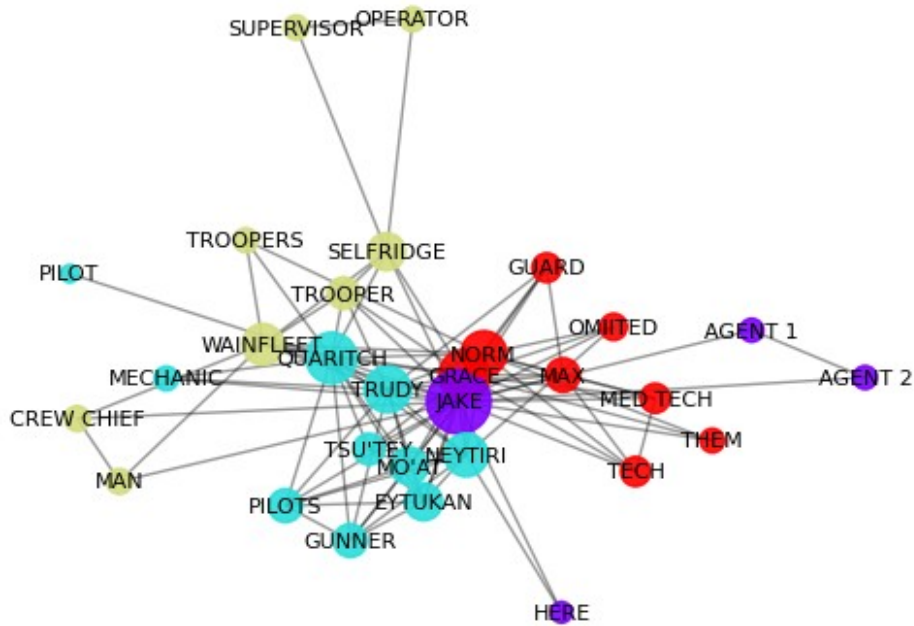 OPERATOR
SUPERVISOR
TROOPERS
SELFRIDGE
GUARD
PILOT
TROOPER
OMIITED
AGENT 1
WAINFLEET
QUARITCH
NORM
GRACE
MAX
AGENT 2
MECHANIC
TRUDY
JAKE
MED TECH
CREW CHIEF
THEM
TSU'TEY
NEYTIRI
MO'AT
TECH
MAN
PILOTS
EYTUKAN
GUNNER
HERE